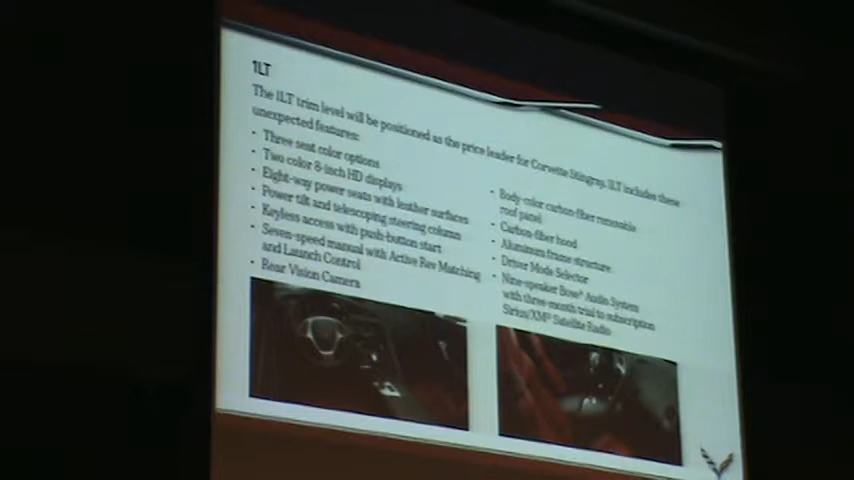 1LT
The 1LT trim level will be positioned as the price leader for Corvette Stingray. 1LT includes these
unexpected features:
• Three seat color options
• Two color 8-inch HD displays
• Eight-way power seats with leather surfaces
• Power tilt and telescoping steering column
• Keyless access with push-button start
• Seven-speed manual with Active Rev Matching
and Launch Control
• Rear Vision Camera
• Body-color carbon-fiber removable
roof panel
• Carbon-fiber hood
• Aluminum frame structure
• Driver Mode Selector
• Nine-speaker Bose® Audio System
with three-month trial to subscription
Sirius/XM® Satellite Radio